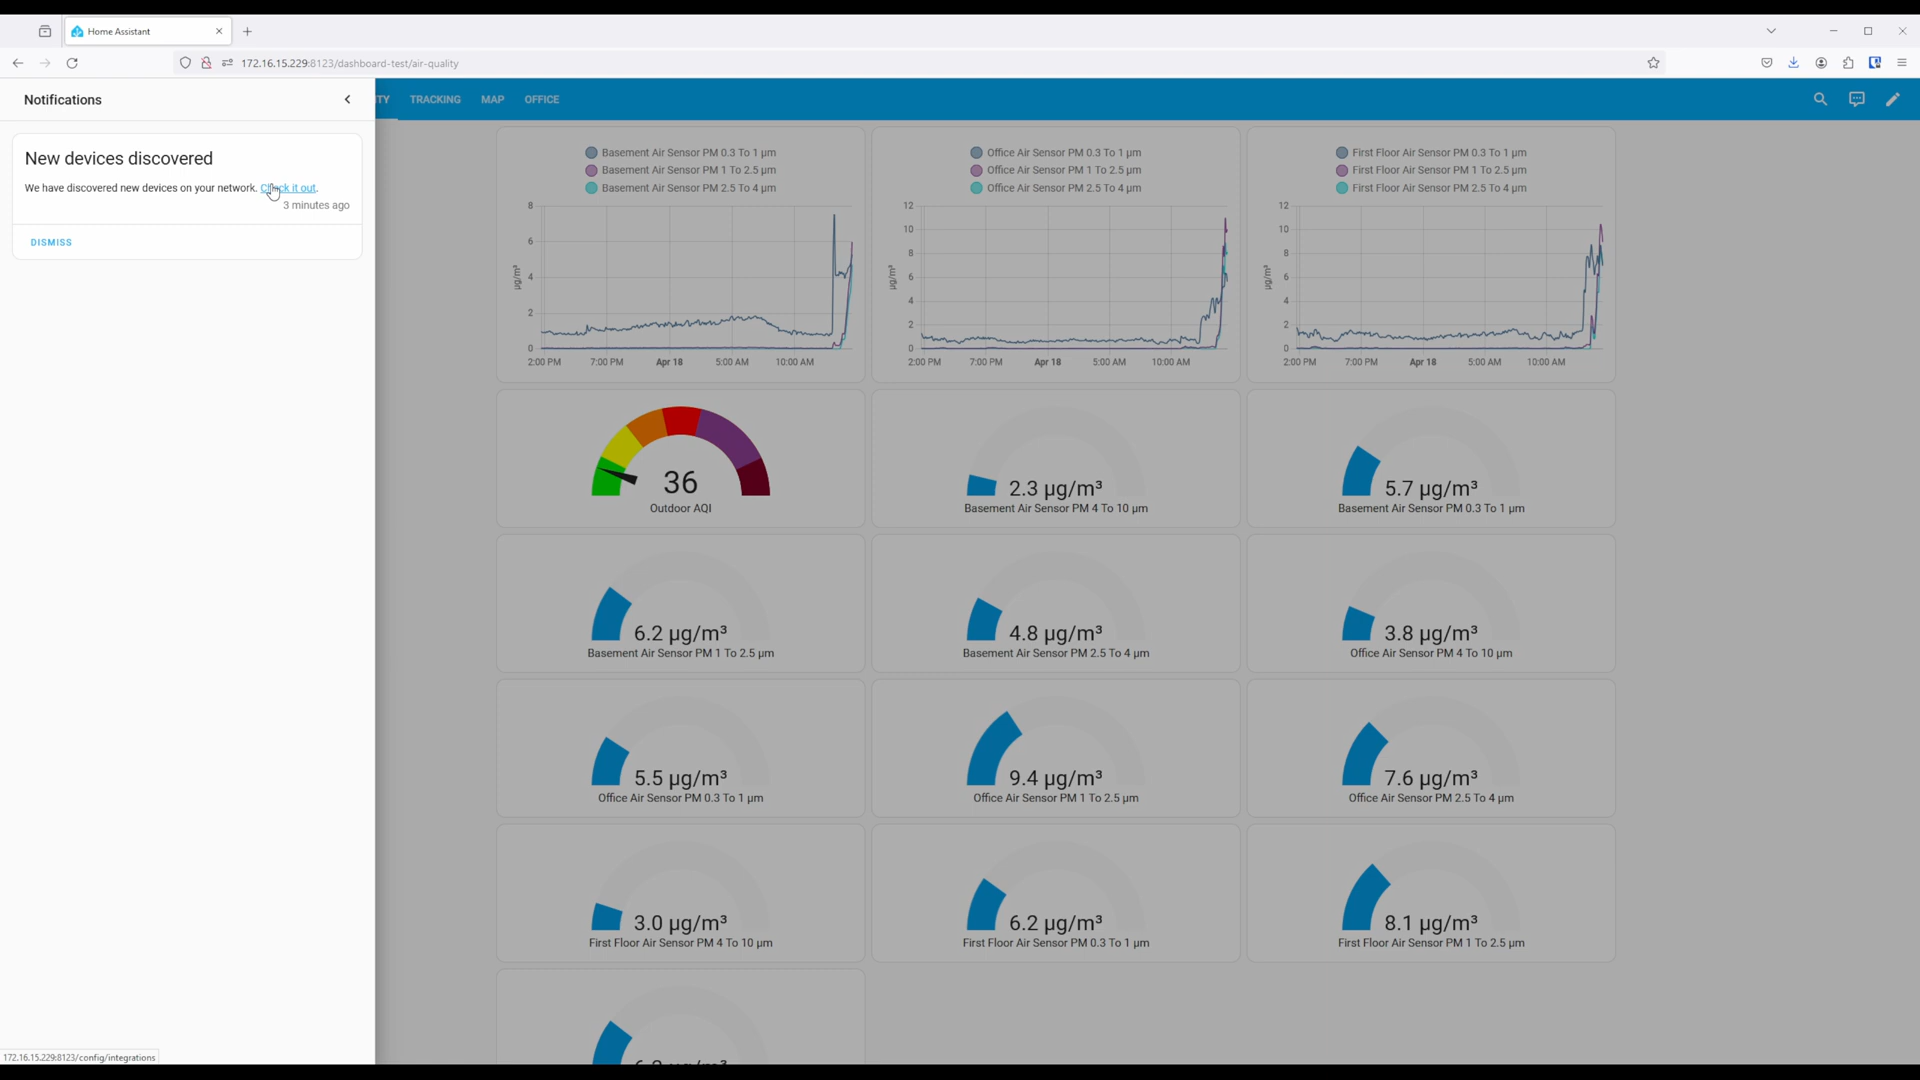 Home Assistant
172.16.15.229:8123/dashboard-test/air-quality
Notifications
ITY TRACKING MAP OFFICE
New devices discovered
We have discovered new devices on your network. Check it out.
3 minutes ago
DISMISS
Basement Air Sensor PM 0.3 To 1 μm
Basement Air Sensor PM 1 To 2.5 μm
Basement Air Sensor PM 2.5 To 4 μm
8
6
4
2
0
μg/m³
2:00 PM 7:00 PM Apr 18 5:00 AM 10:00 AM
Office Air Sensor PM 0.3 To 1 μm
Office Air Sensor PM 1 To 2.5 μm
Office Air Sensor PM 2.5 To 4 μm
12
10
8
6
4
2
0
μg/m³
2:00 PM 7:00 PM Apr 18 5:00 AM 10:00 AM
First Floor Air Sensor PM 0.3 To 1 μm
First Floor Air Sensor PM 1 To 2.5 μm
First Floor Air Sensor PM 2.5 To 4 μm
12
10
8
6
4
2
0
μg/m³
2:00 PM 7:00 PM Apr 18 5:00 AM 10:00 AM
36
Outdoor AQI
2.3 μg/m³
Basement Air Sensor PM 4 To 10 μm
5.7 μg/m³
Basement Air Sensor PM 0.3 To 1 μm
6.2 μg/m³
Basement Air Sensor PM 1 To 2.5 μm
4.8 μg/m³
Basement Air Sensor PM 2.5 To 4 μm
3.8 μg/m³
Office Air Sensor PM 4 To 10 μm
5.5 μg/m³
Office Air Sensor PM 0.3 To 1 μm
9.4 μg/m³
Office Air Sensor PM 1 To 2.5 μm
7.6 μg/m³
Office Air Sensor PM 2.5 To 4 μm
3.0 μg/m³
First Floor Air Sensor PM 4 To 10 μm
6.2 μg/m³
First Floor Air Sensor PM 0.3 To 1 μm
8.1 μg/m³
First Floor Air Sensor PM 1 To 2.5 μm
172.16.15.229:8123/config/integrations